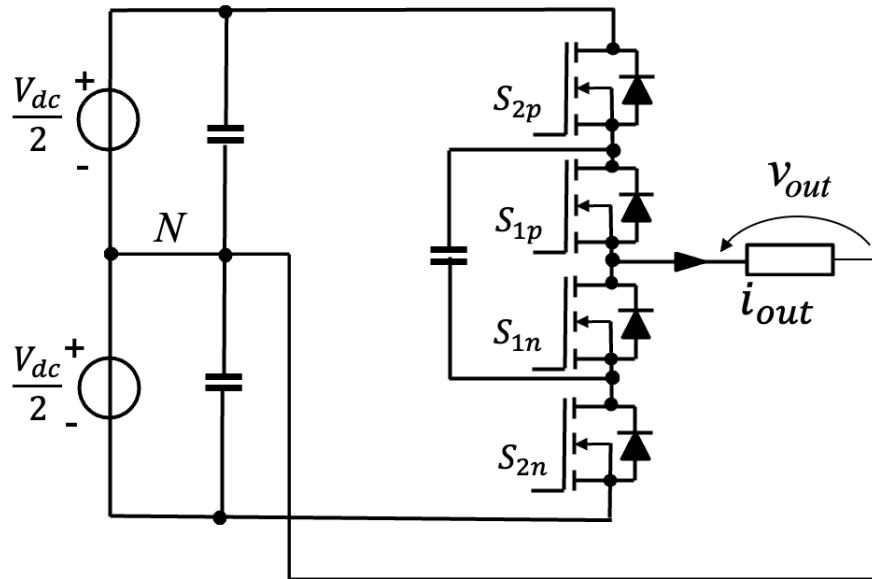 +
V_dc
2
-
N
+
V_dc
2
-
S_2p
S_1p
S_1n
S_2n
v_out
i_out